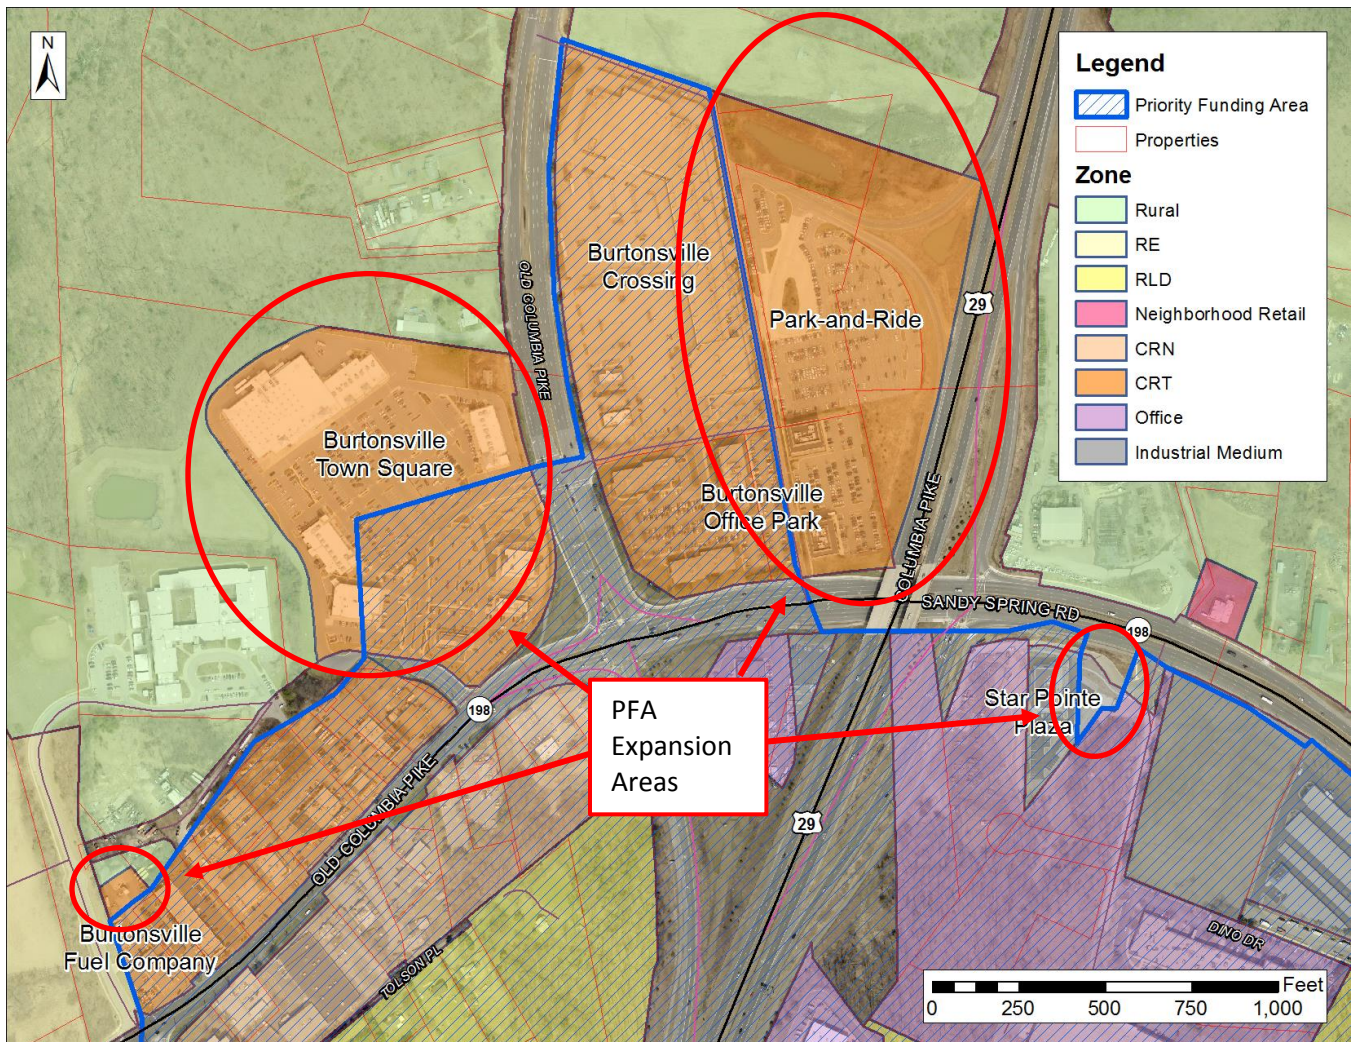 N
Legend
Priority Funding Area
Properties
Zone
Rural
RE
RLD
Neighborhood Retail
CRN
CRT
Office
Industrial Medium
OLD COLUMBIA PIKE
Burtonsville
Crossing
Park-and-Ride
29
Burtonsville
Town Square
Burtonsville
Office Park
COLUMBIA PIKE
SANDY SPRING RD
198
198
PFA
Expansion
Areas
Star Pointe
Plaza
OLD COLUMBIA PIKE
29
Burtonsville
Fuel Company
TOLSON PL
DINO DR
Feet
0 250 500 750 1,000